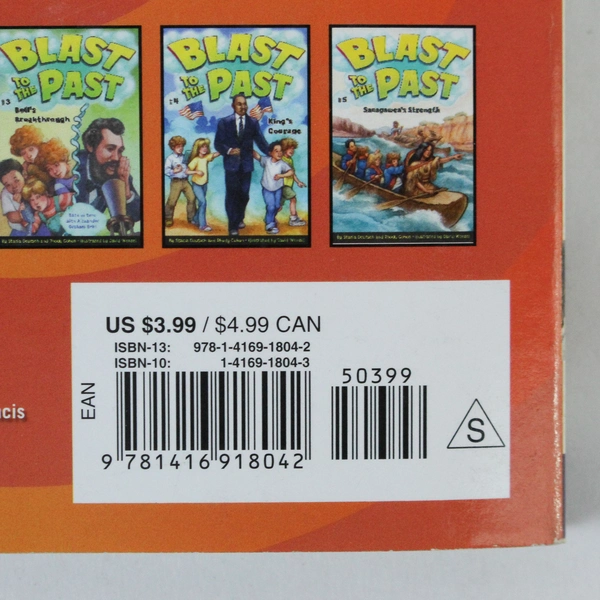 BLAST
TO THE
PAST
#3
Bell's
Breakthrough
BLAST
TO THE
PAST
#4
King's
Courage
BLAST
TO THE
PAST
#5
Sacagawea's Strength
US $3.99 / $4.99 CAN
ISBN-13: 978-1-4169-1804-2
ISBN-10: 1-4169-1804-3
50399
EAN
ncis
S
9 781416 918042